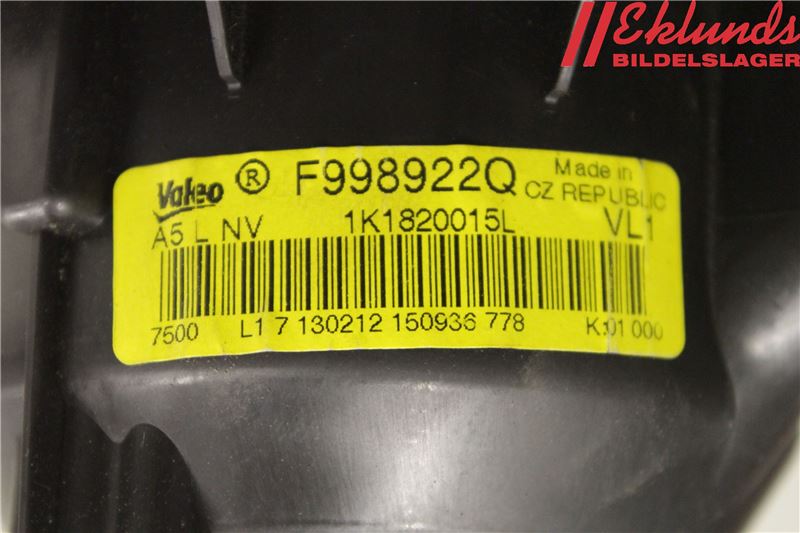 Eklunds
BILDELSLAGER
Valeo ® F998922Q Made in
CZ REPUBLIC
A5 L NV 1K1820015L VL1
7500 L1 7 130212 150936 778 K:01 000